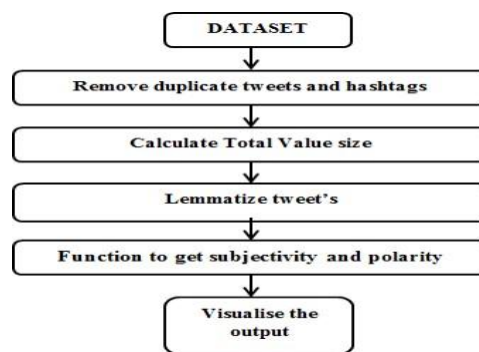 DATASET
Remove duplicate tweets and hashtags
Calculate Total Value size
Lemmatize tweet's
Function to get subjectivity and polarity
Visualise the
output